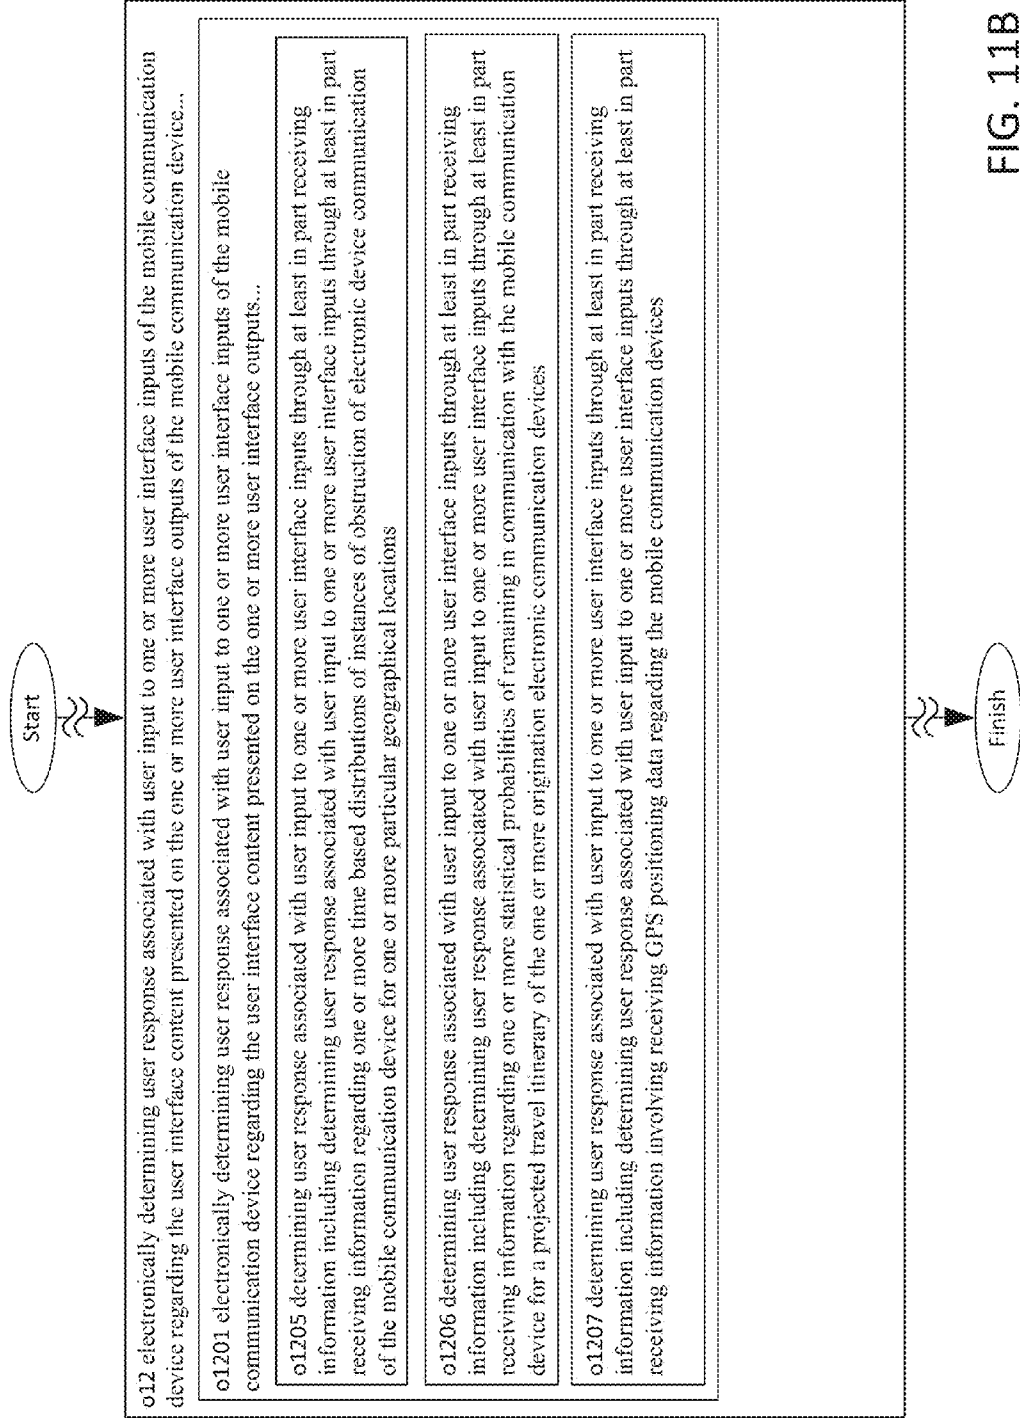 Start
o12 electronically determining user response associated with user input to one or more user interface inputs of the mobile communication
device regarding the user interface content presented on the one or more user interface outputs of the mobile communication device...
o1201 electronically determining user response associated with user input to one or more user interface inputs of the mobile
communication device regarding the user interface content presented on the one or more user interface outputs...
o1205 determining user response associated with user input to one or more user interface inputs through at least in part receiving
information including determining user response associated with user input to one or more user interface inputs through at least in part
receiving information regarding one or more time based distributions of instances of obstruction of electronic device communication
of the mobile communication device for one or more particular geographical locations
o1206 determining user response associated with user input to one or more user interface inputs through at least in part receiving
information including determining user response associated with user input to one or more user interface inputs through at least in part
receiving information regarding one or more statistical probabilities of remaining in communication with the mobile communication
device for a projected travel itinerary of the one or more origination electronic communication devices
o1207 determining user response associated with user input to one or more user interface inputs through at least in part receiving
information including determining user response associated with user input to one or more user interface inputs through at least in part
receiving information involving receiving GPS positioning data regarding the mobile communication devices
Finish
FIG. 11B